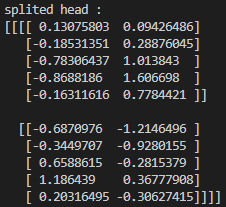 splited head :
[[[[ 0.13075803  0.09426486]
   [-0.18531351  0.28876045]
   [-0.78306437  1.013843  ]
   [-0.8688186   1.606698  ]
   [-0.16311616  0.7784421 ]]

  [[-0.6870976  -1.2146496 ]
   [-0.3449707  -0.9280155 ]
   [ 0.6588615  -0.2815379 ]
   [ 1.186439    0.36777908]
   [ 0.20316495 -0.30627415]]]]